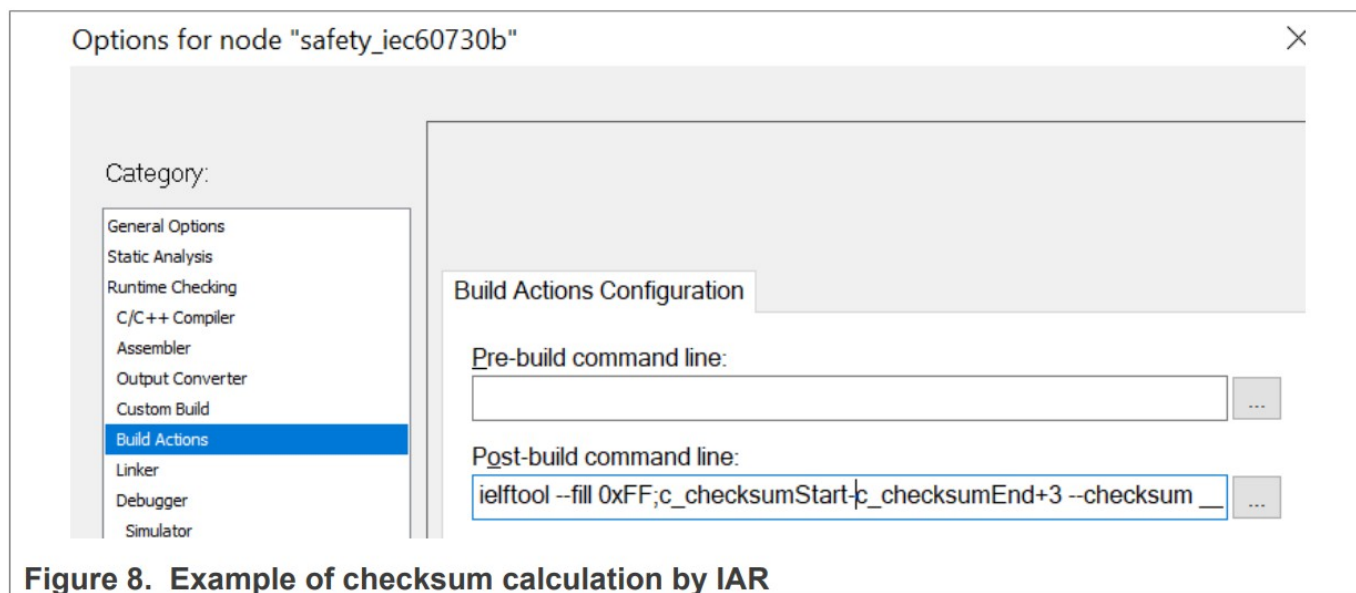 Options for node "safety_iec60730b"
Category:
General Options
Static Analysis
Runtime Checking
C/C++ Compiler
Assembler
Output Converter
Custom Build
Build Actions
Linker
Debugger
Simulator
Build Actions Configuration
Pre-build command line:
...
Post-build command line:
ielftool --fill 0xFF;c_checksumStart-c_checksumEnd+3 --checksum __
...
Figure 8. Example of checksum calculation by IAR